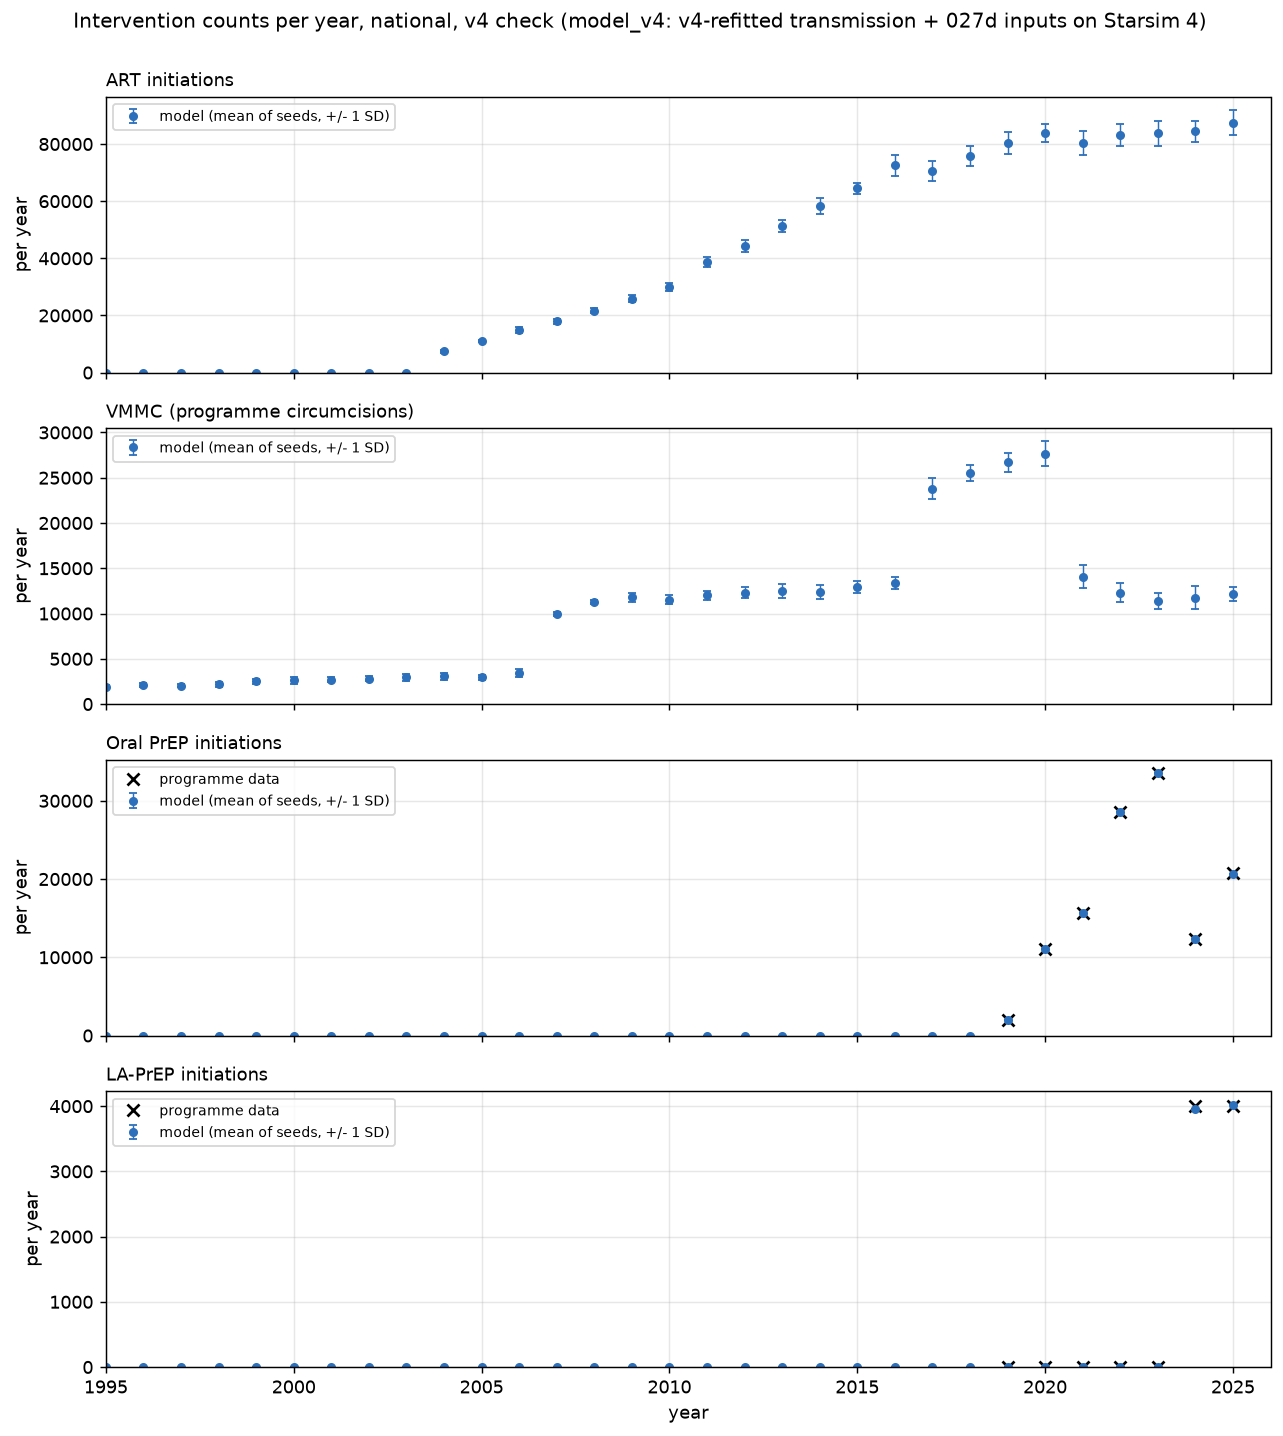 Intervention counts per year, national, v4 check (model_v4: v4-refitted transmission + 027d inputs on Starsim 4)
ART initiations
model (mean of seeds, +/- 1 SD)
80000
60000
40000
20000
0
per year
VMMC (programme circumcisions)
model (mean of seeds, +/- 1 SD)
30000
25000
20000
15000
10000
5000
0
per year
Oral PrEP initiations
programme data
model (mean of seeds, +/- 1 SD)
30000
20000
10000
0
per year
LA-PrEP initiations
programme data
model (mean of seeds, +/- 1 SD)
4000
3000
2000
1000
0
per year
1995 2000 2005 2010 2015 2020 2025
year